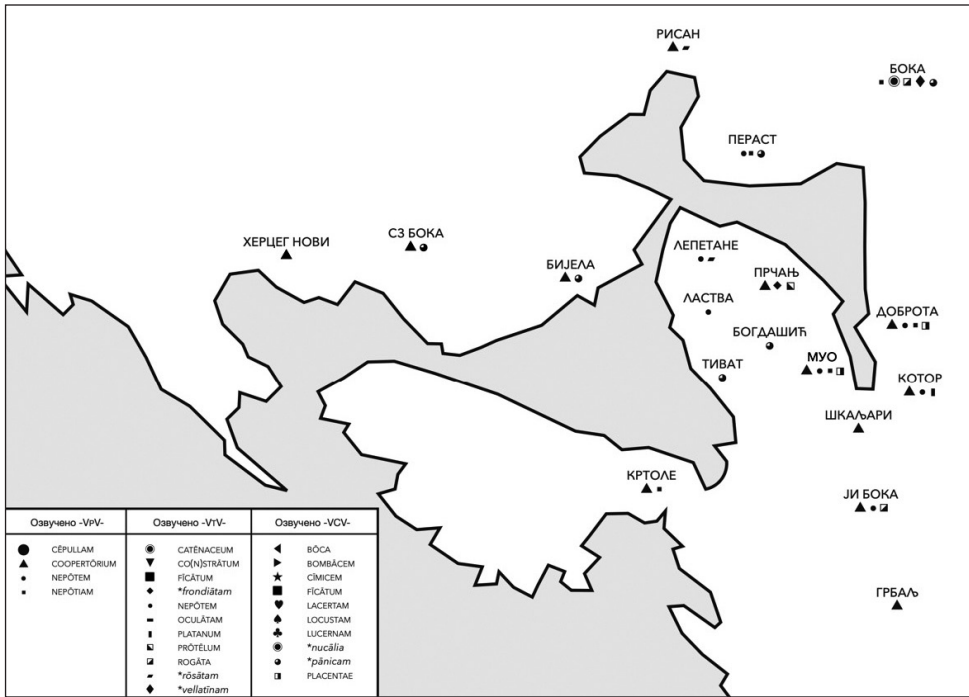 РИСАН
БОКА
ПЕРАСТ
ХЕРЦЕГ НОВИ
СЗ БОКА
ЛЕПЕТАНЕ
БИЈЕЛА
ПРЧАЊ
ЛАСТВА
ДОБРОТА
БОГДАШИЋ
ТИВАТ
МУО
КОТОР
ШКАЉАРИ
КРТОЛЕ
ЈИ БОКА
ГРБАЉ
Озвучено -VPV-
CĒPULLAM
COOPERTŌRIUM
NEPŌTEM
NEPŌTIAM
Озвучено -VTV-
CATĒNACEUM
CO(N)STRĀTUM
FĪCĀTUM
*frondiātam
NEPŌTEM
OCULĀTAM
PLATANUM
PRŌTĒLUM
ROGĀTA
*rōsātam
*vellatīnam
Озвучено -VCV-
BŌCA
BOMBĀCEM
CĪMICEM
FĪCĀTUM
LACERTAM
LOCUSTAM
LUCERNAM
*nucālia
*pānicam
PLACENTAE